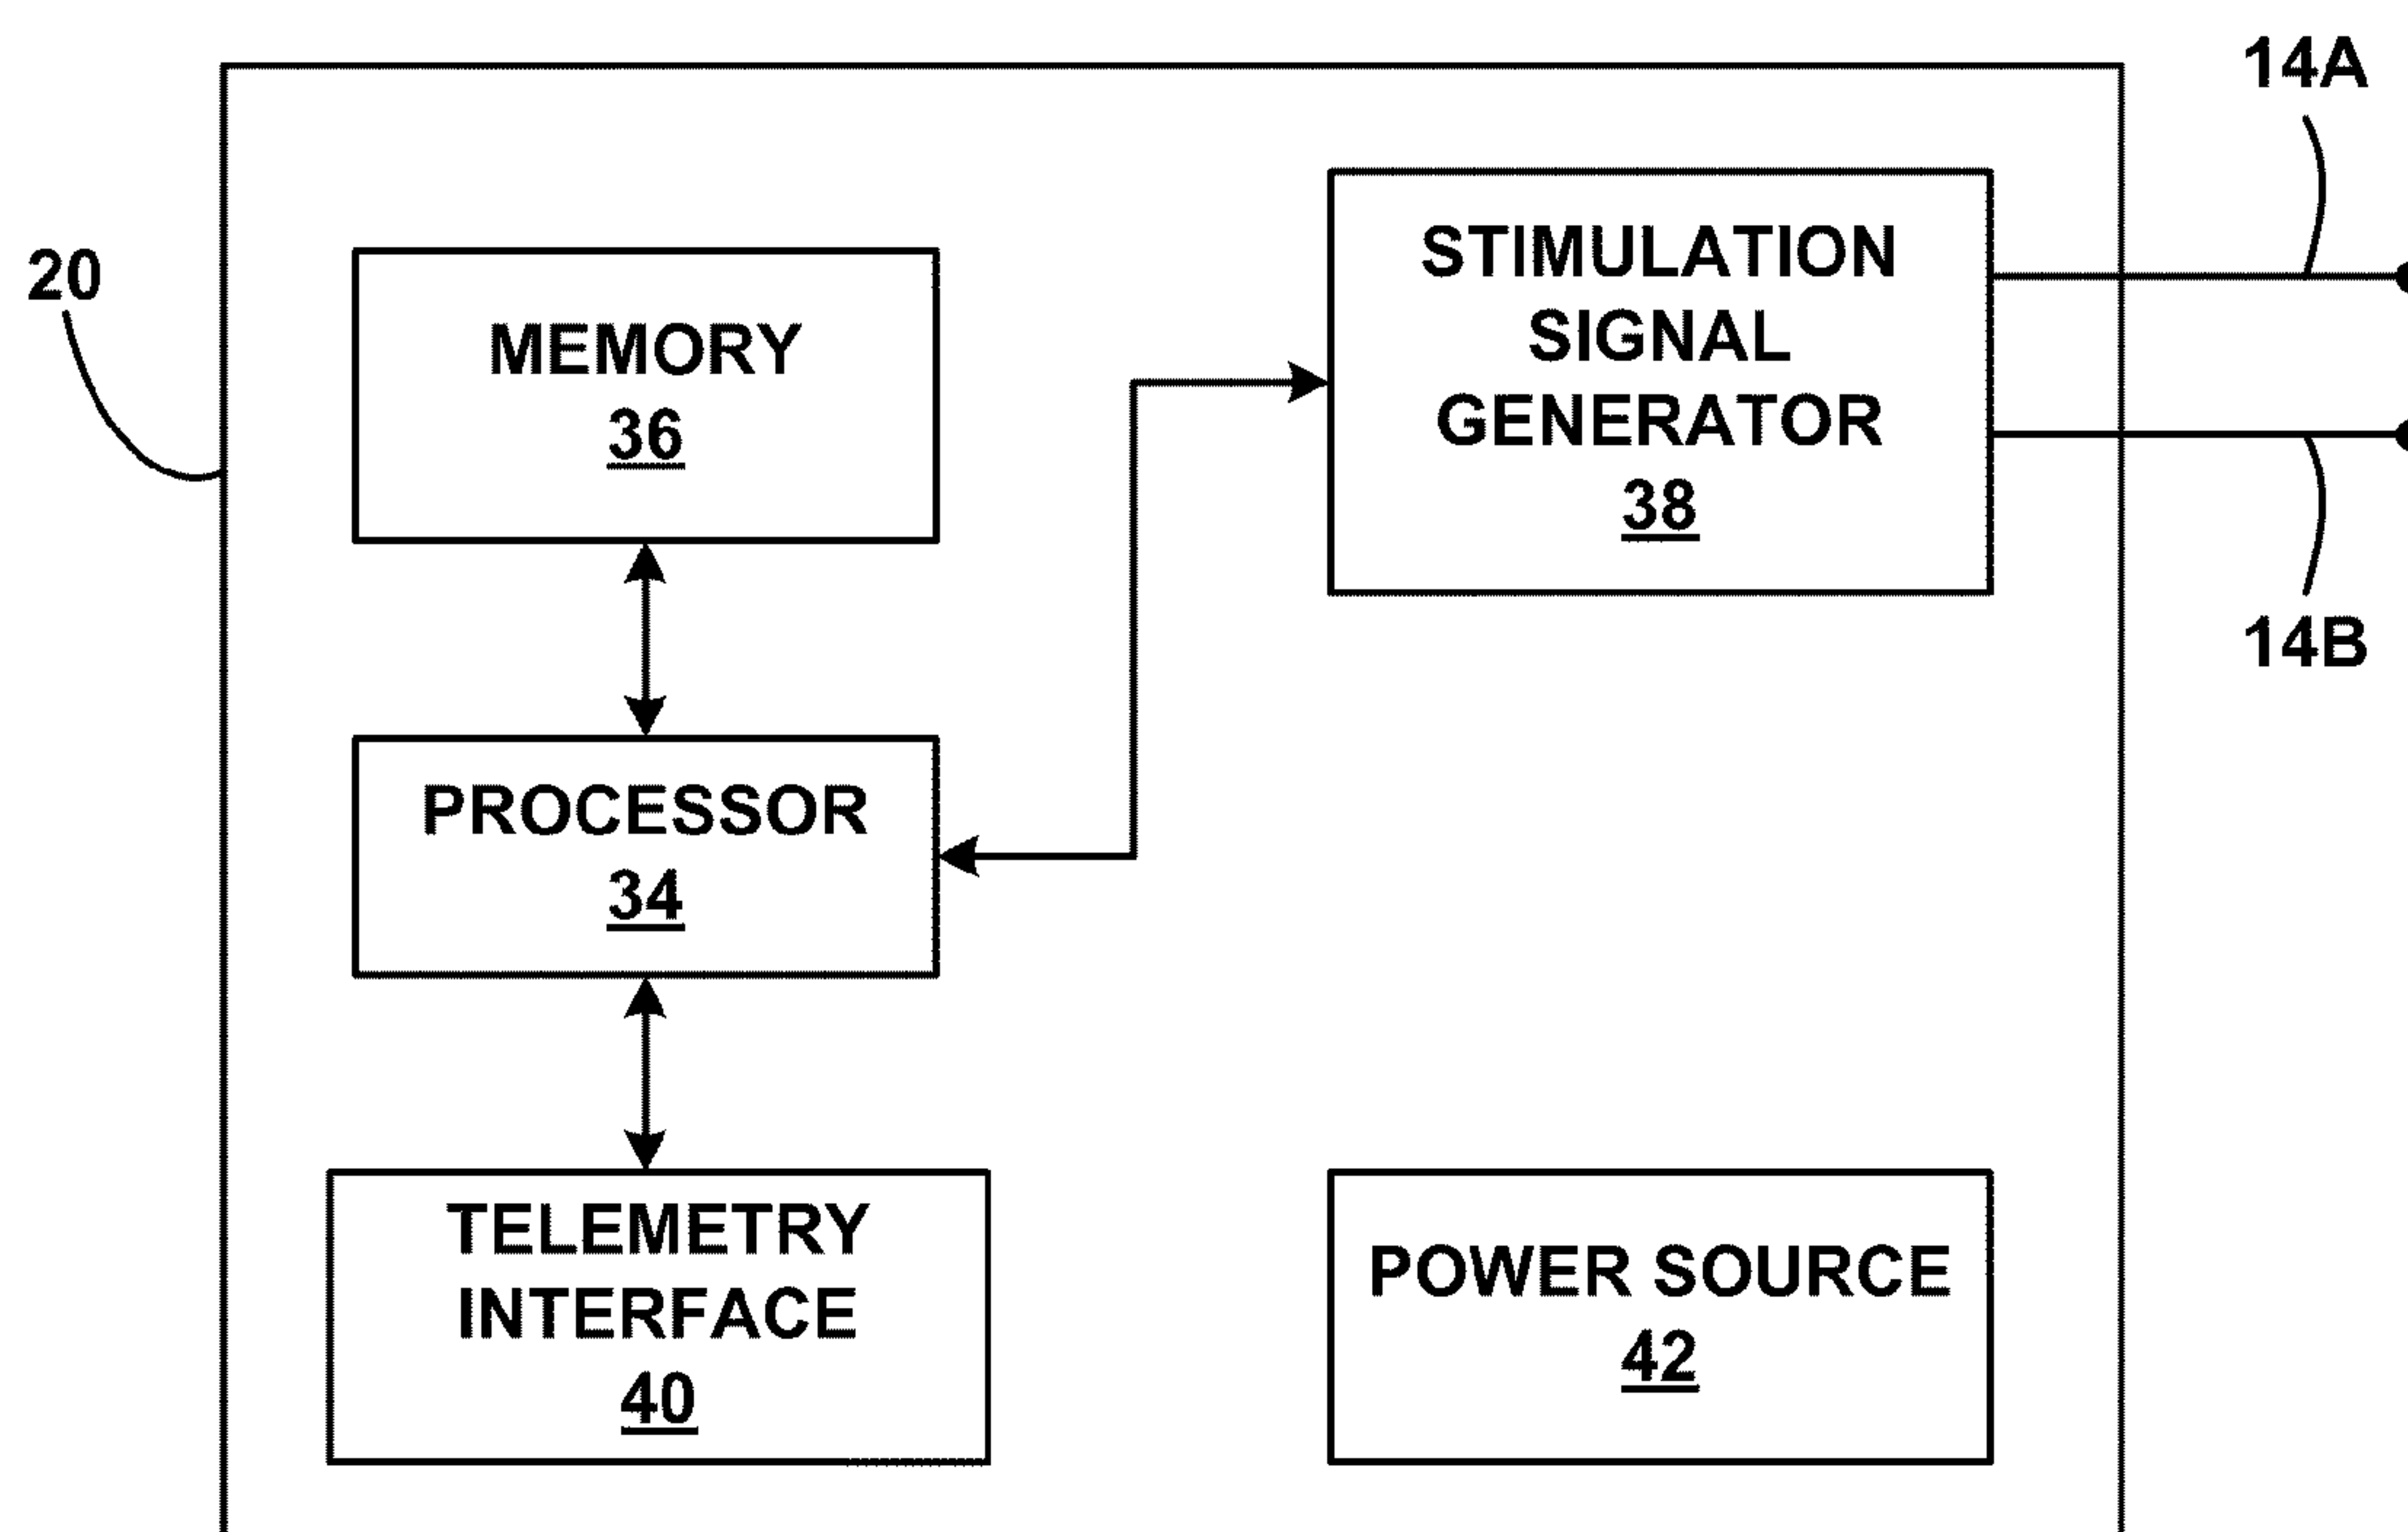 14A
20
MEMORY
36
STIMULATION
SIGNAL
GENERATOR
38
14B
PROCESSOR
34
TELEMETRY
INTERFACE
40
POWER SOURCE
42